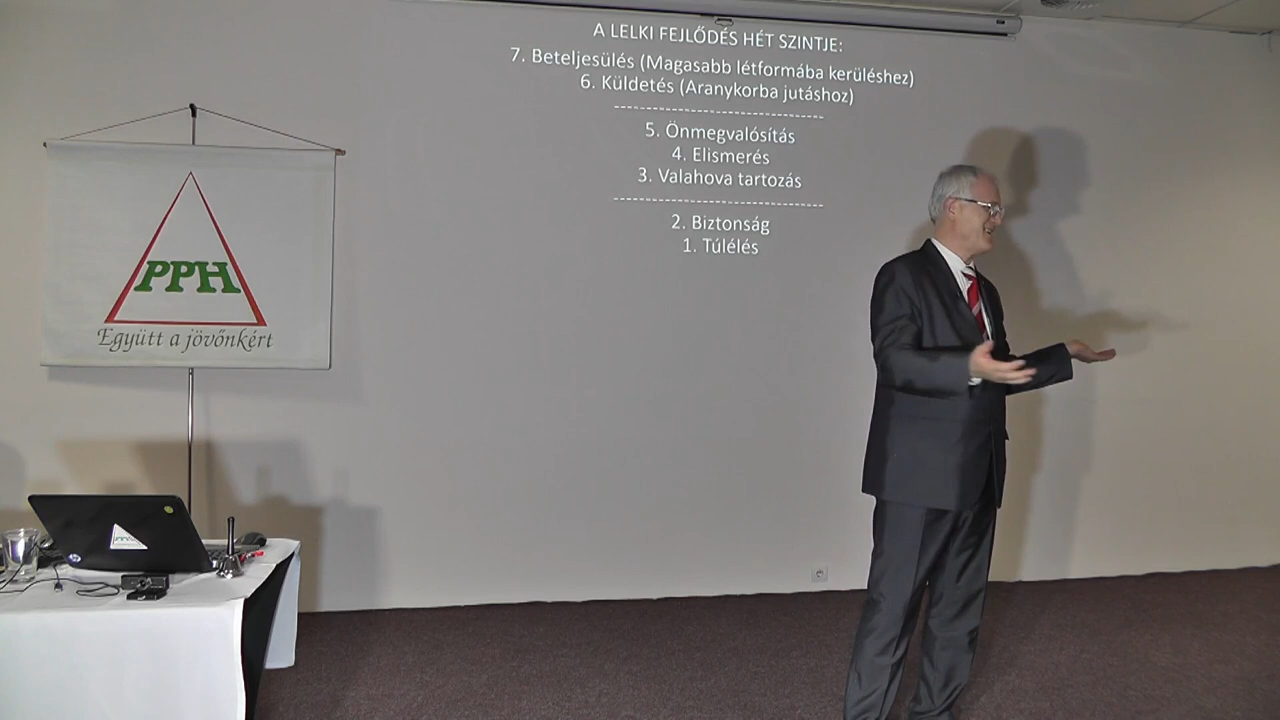 A LELKI FEJLŐDÉS HÉT SZINTJE:
7. Beteljesülés (Magasabb létformába kerüléshez)
6. Küldetés (Aranykorba jutáshoz)
--------------------------------
5. Önmegvalósítás
4. Elismerés
3. Valahova tartozás
--------------------------------
2. Biztonság
1. Túlélés
PPH
Együtt a jövőnkért